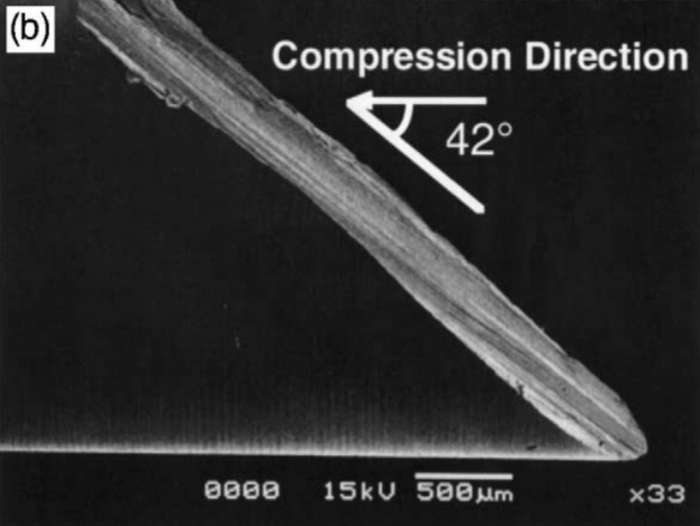 (b)
Compression Direction
42°
0000 15kV 500μm x33